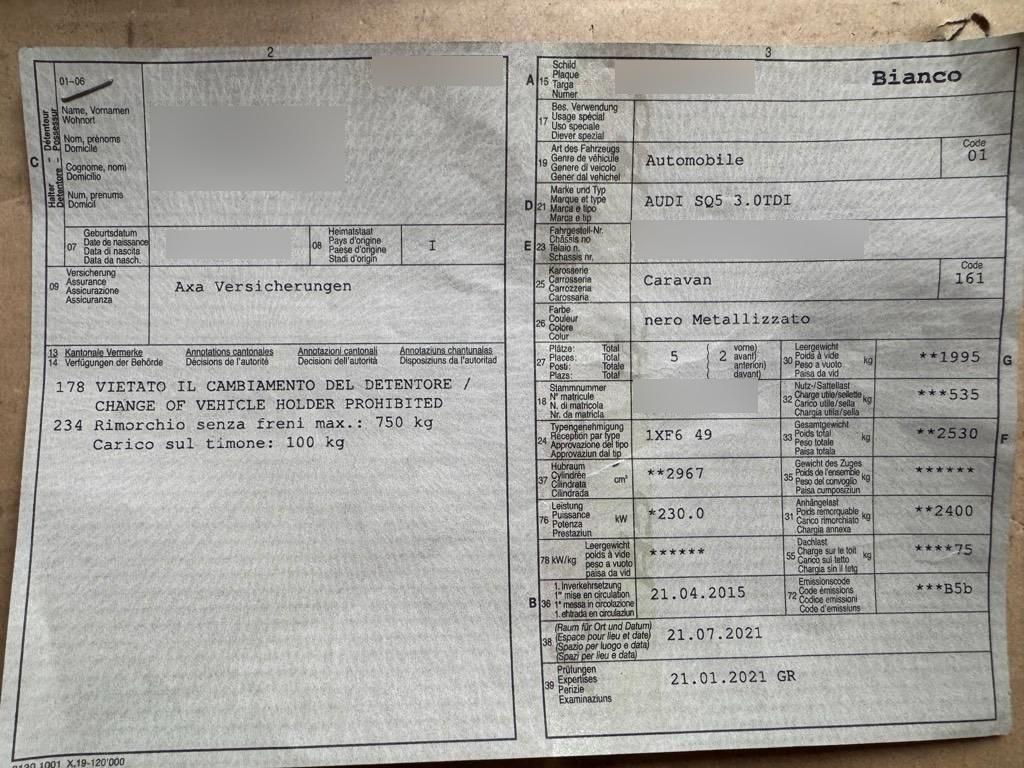 2
01-06
C
Halter - Détenteur
Detentore - Possessur
Name, Vornamen
Wohnort
Nom, prénoms
Domicile
Cognome, nomi
Domicilio
Num, prenums
Domicil
07
Geburtsdatum
Date de naissance
Data di nascita
Data da nasch.
08
Heimatstaat
Pays d'origine
Paese d'origine
Stadi d'origin
I
09
Versicherung
Assurance
Assicurazione
Assicuranza
Axa Versicherungen
13 Kantonale Vermerke Annotations cantonales Annotazioni cantonali Annotaziuns chantunalas
14 Verfügungen der Behörde Décisions de l'autorité Decisioni dell'autorità Disposiziuns da l'autoritad
178 VIETATO IL CAMBIAMENTO DEL DETENTORE /
CHANGE OF VEHICLE HOLDER PROHIBITED
234 Rimorchio senza freni max.: 750 kg
Carico sul timone: 100 kg
X.19-120'000
3
A 15
Schild
Plaque
Targa
Numer
Bianco
17
Bes. Verwendung
Usage spécial
Uso speciale
Diever spezial
19
Art des Fahrzeugs
Genre de véhicule
Genere di veicolo
Gener dal vehichel
Automobile
Code
01
D 21
Marke und Typ
Marque et type
Marca e tipo
Marca e tip
AUDI SQ5 3.0TDI
E 23
Fahrgestell-Nr.
Châssis no
Telaio n.
Schassis nr.
25
Karosserie
Carrosserie
Carrozzeria
Carossaria
Caravan
Code
161
26
Farbe
Couleur
Colore
Colur
nero Metallizzato
27
Plätze: Total
Places: Total
Posti: Totale
Plazs: Total
5 ( 2 vorne)
avant)
anteriori)
davant)
30
Leergewicht
Poids à vide
Peso a vuoto
Paisa da vid
kg
**1995
G
18
Stammnummer
N° matricule
N. di matricola
Nr. da matricla
32
Nutz-/Sattellast
Charge utile/sellette
Carico utile/sella
Chargia utila/sella
kg
***535
24
Typengenehmigung
Réception par type
Approvazione del tipo
Approvaziun dal tip
1XF6 49
33
Gesamtgewicht
Poids total
Peso totale
Paisa totala
kg
**2530
F
37
Hubraum
Cylindrée
Cilindrata
Cilindrada
cm³
**2967
35
Gewicht des Zuges
Poids de l'ensemble
Peso del convoglio
Paisa cumposiziun
kg
******
76
Leistung
Puissance
Potenza
Prestaziun
kW
*230.0
31
Anhängelast
Poids remorquable
Carico rimorchiato
Chargia annexa
kg
**2400
78 kW/kg
Leergewicht
poids à vide
peso a vuoto
paisa da vid
******
55
Dachlast
Charge sur le toit
Carico sul tetto
Chargia sin il tetg
kg
****75
B 36
1. Inverkehrsetzung
1re mise en circulation
1a messa in circolazione
1. entrada en circulaziun
21.04.2015
72
Emissionscode
Code émissions
Codice emissioni
Code d'emissiuns
***B5b
38
(Raum für Ort und Datum)
(Espace pour lieu et date)
(Spazio per luogo e data)
(Spazi per lieu e data)
21.07.2021
39
Prüfungen
Expertises
Perizie
Examinaziuns
21.01.2021 GR